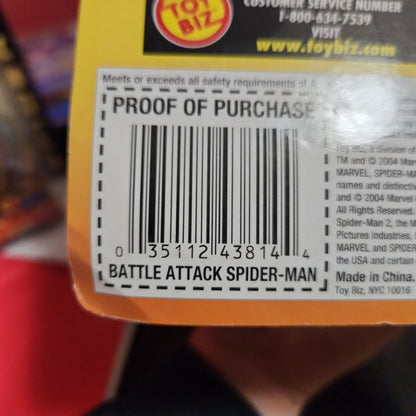 TOY
BIZ
CUSTOMER SERVICE NUMBER
1-800-634-7539
VISIT
www.toybiz.com
Meets or exceeds all safety requirements of
PROOF OF PURCHASE
0 35112 43814 4
BATTLE ATTACK SPIDER-MAN
Toy Biz, a division of
TM and © 2004
MARVEL, SPIDER-MA
names and distinctiv
and © 2004 Marvel
All Rights Reserved.
Spider-Man 2, the M
Pictures Industries, I
MARVEL and SPIDER
the USA and certain
Made in China.
Toy Biz, NYC 10016